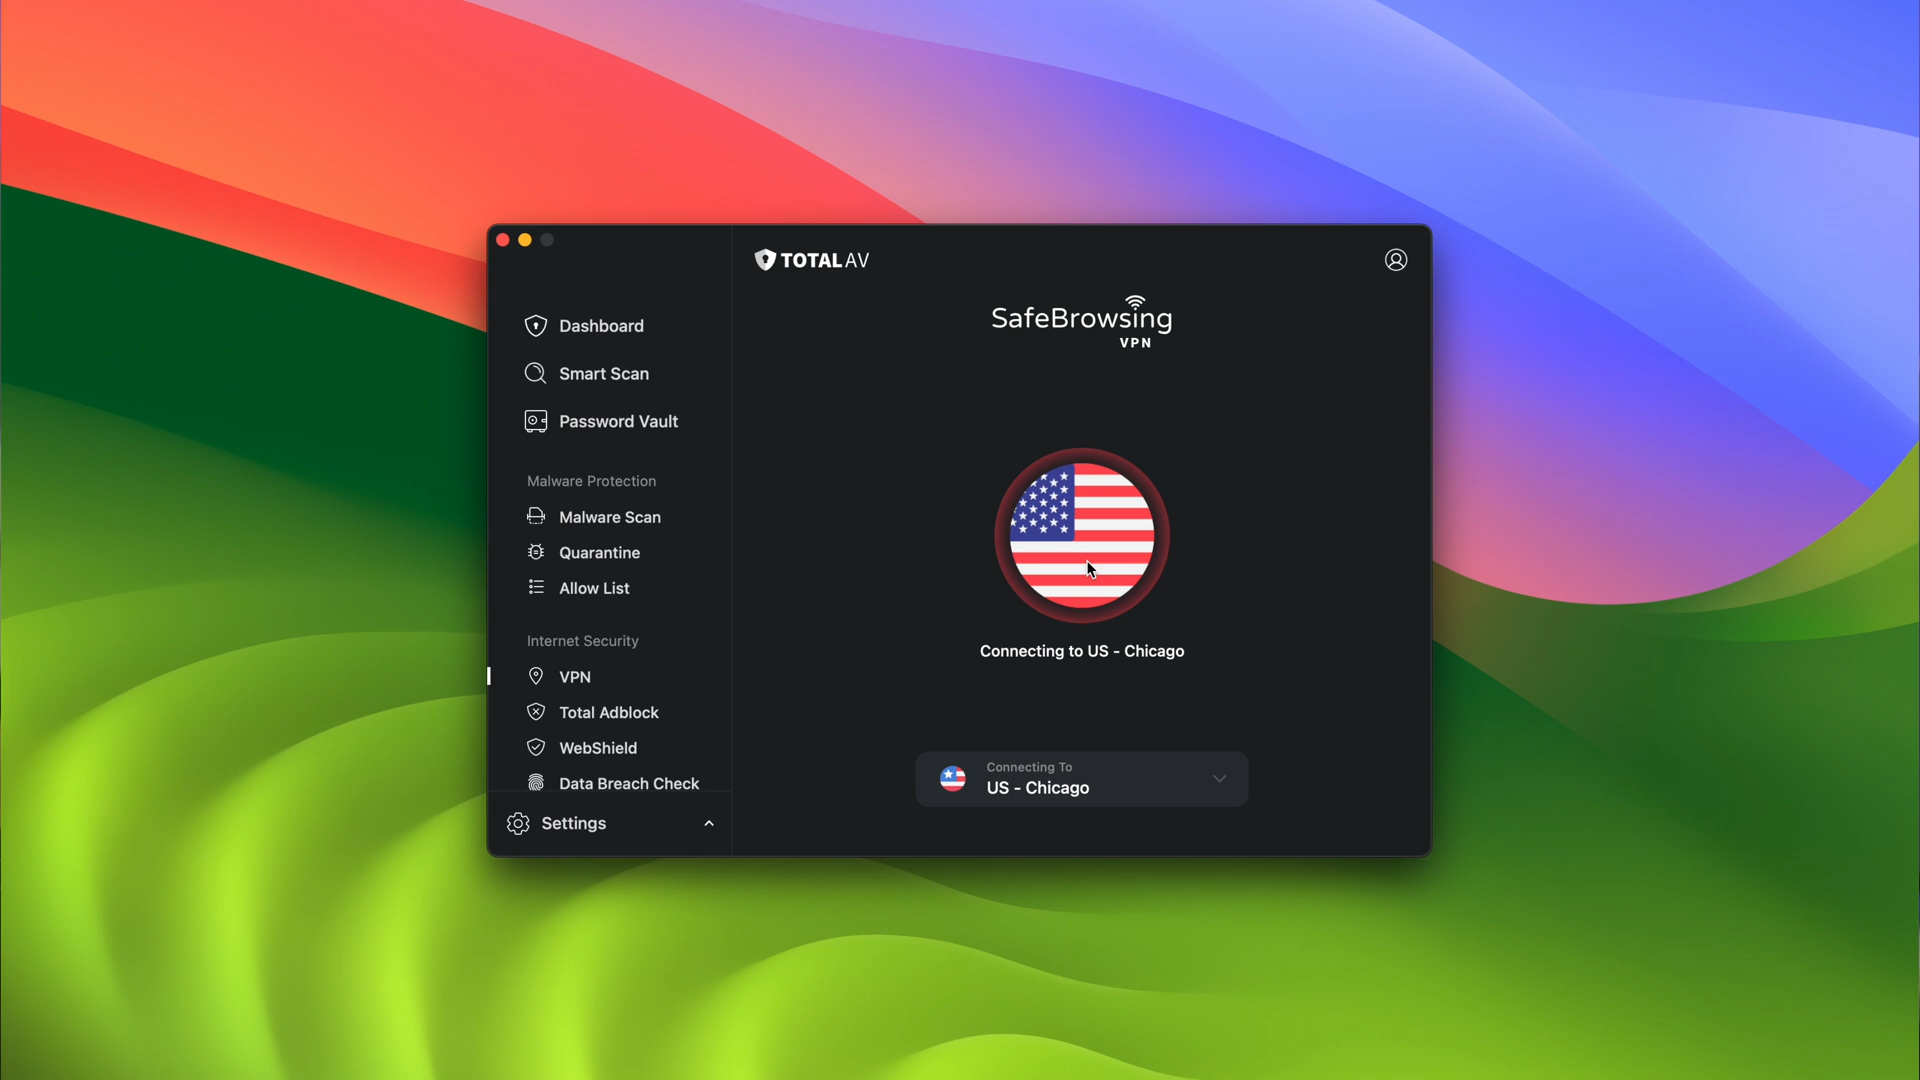 TOTALAV
SafeBrowsing
VPN
Dashboard
Smart Scan
Password Vault
Malware Protection
Malware Scan
Quarantine
Allow List
Internet Security
VPN
Total Adblock
WebShield
Data Breach Check
Settings
Connecting to US - Chicago
Connecting To
US - Chicago